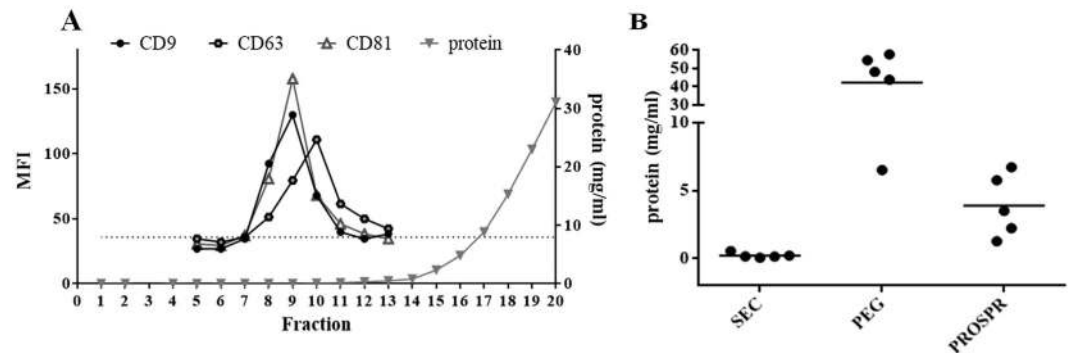 A
CD9 CD63 CD81 protein
MFI
150
100
50
0
40
30
20
10
0
protein (mg/ml)
0 1 2 3 4 5 6 7 8 9 10 11 12 13 14 15 16 17 18 19 20
Fraction
B
protein (mg/ml)
60
50
40
30
10
5
0
SEC
PEG
PROSPR